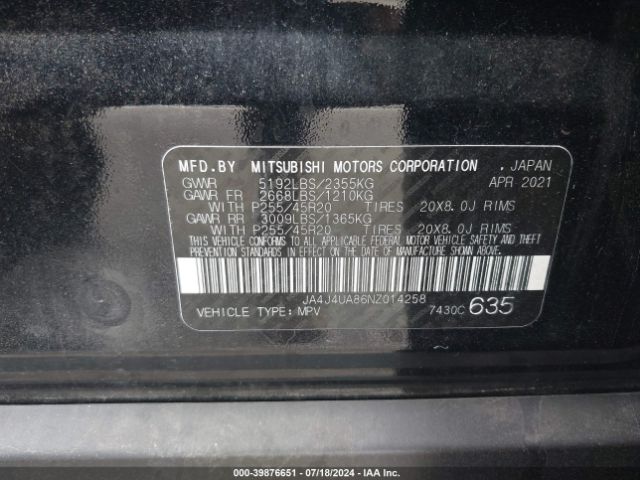 MFD.BY MITSUBISHI MOTORS CORPORATION , JAPAN
GVWR 5192LBS/2355KG APR 2021
GAWR FR 2668LBS/1210KG
WITH P255/45R20 TIRES 20X8.0J RIMS
GAWR RR 3009LBS/1365KG
WITH P255/45R20 TIRES 20X8.0J RIMS
THIS VEHICLE CONFORMS TO ALL APPLICABLE FEDERAL MOTOR VEHICLE SAFETY AND THEFT
PREVENTION STANDARDS IN EFFECT ON THE DATE OF MANUFACTURE SHOWN ABOVE.
JA4J4UA86NZ014258
VEHICLE TYPE: MPV 7430C 635
000-39876651 / 07/18/2024 - IAA Inc.